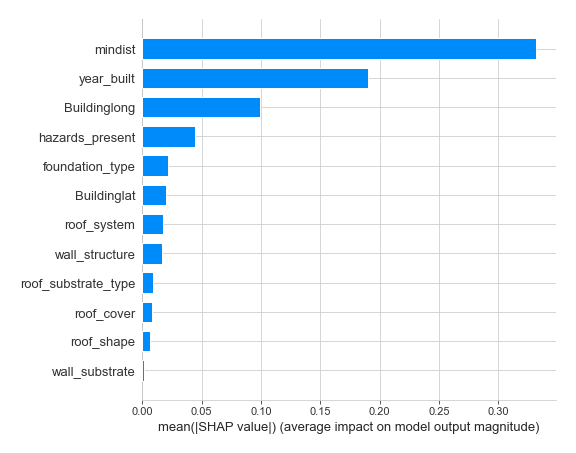 mindist
year_built
Buildinglong
hazards_present
foundation_type
Buildinglat
roof_system
wall_structure
roof_substrate_type
roof_cover
roof_shape
wall_substrate
0.00 0.05 0.10 0.15 0.20 0.25 0.30
mean(|SHAP value|) (average impact on model output magnitude)